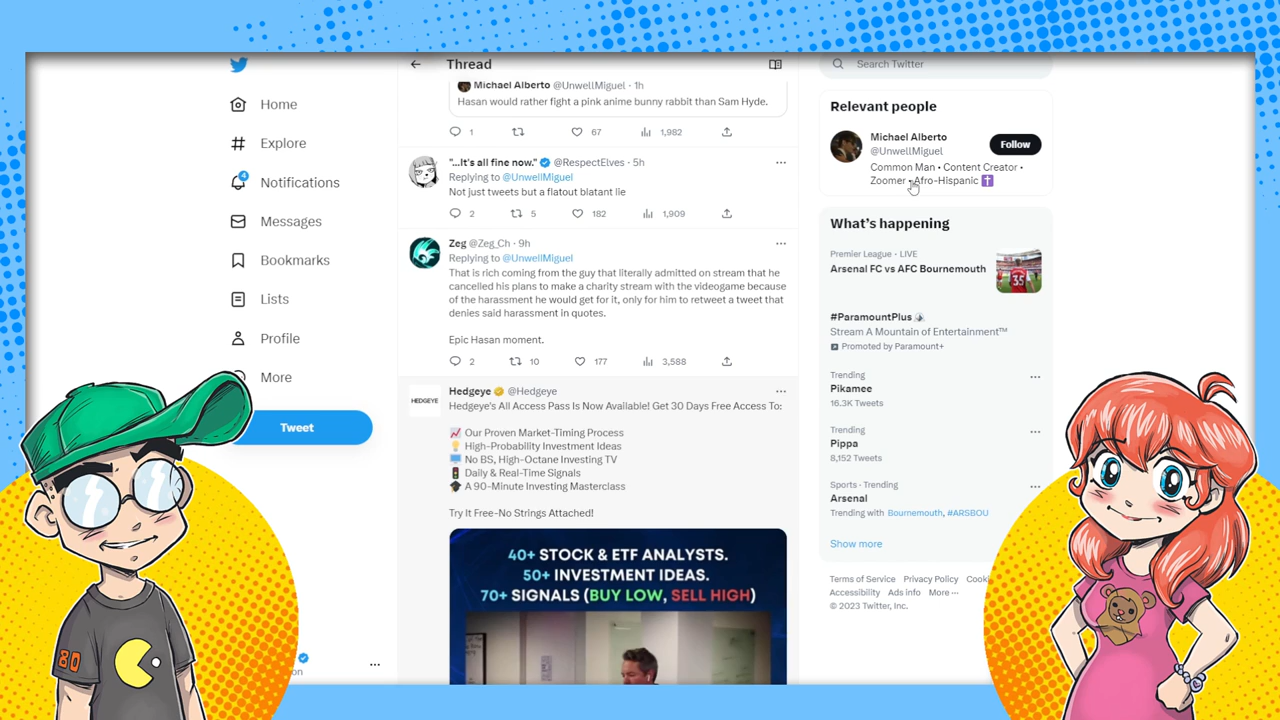 Home
Explore
4
Notifications
Messages
Bookmarks
Lists
Profile
More
Tweet
Thread
Michael Alberto @UnwellMiguel · 1h
Hasan would rather fight a pink anime bunny rabbit than Sam Hyde.
1 67 1,982
"...It's all fine now." @RespectElves · 5h
Replying to @UnwellMiguel
Not just tweets but a flatout blatant lie
2 5 182 1,909
Zeg @Zeg_Ch · 9h
Replying to @UnwellMiguel
That is rich coming from the guy that literally admitted on stream that he
cancelled his plans to make a charity stream with the videogame because
of the harassment he would get for it, only for him to retweet a tweet that
denies said harassment in quotes.
Epic Hasan moment.
2 10 177 3,588
HEDGEYE
Hedgeye @Hedgeye
Hedgeye's All Access Pass Is Now Available! Get 30 Days Free Access To:
Our Proven Market-Timing Process
High-Probability Investment Ideas
No BS, High-Octane Investing TV
Daily & Real-Time Signals
A 90-Minute Investing Masterclass
Try It Free-No Strings Attached!
40+ STOCK & ETF ANALYSTS.
50+ INVESTMENT IDEAS.
70+ SIGNALS (BUY LOW, SELL HIGH)
Search Twitter
Relevant people
Michael Alberto
@UnwellMiguel
Follow
Common Man • Content Creator •
Zoomer • Afro-Hispanic
What's happening
Premier League · LIVE
Arsenal FC vs AFC Bournemouth
35
#ParamountPlus
Stream A Mountain of Entertainment™
Promoted by Paramount+
Trending
Pikamee
16.3K Tweets
Trending
Pippa
8,152 Tweets
Sports · Trending
Arsenal
Trending with Bournemouth, #ARSBOU
Show more
Terms of Service Privacy Policy Cooki
Accessibility Ads info More ···
© 2023 Twitter, Inc.
80
on